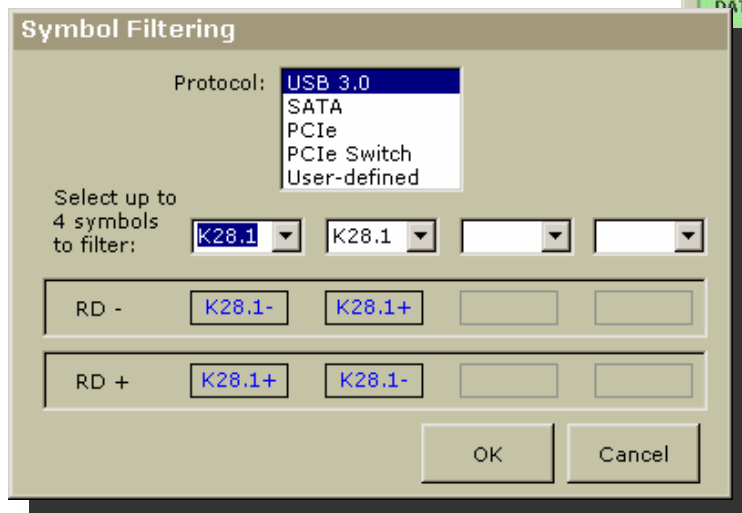 DAT
Symbol Filtering
Protocol:
USB 3.0
SATA
PCIe
PCIe Switch
User-defined
Select up to
4 symbols
to filter:
K28.1 K28.1
RD - K28.1- K28.1+
RD + K28.1+ K28.1-
OK Cancel